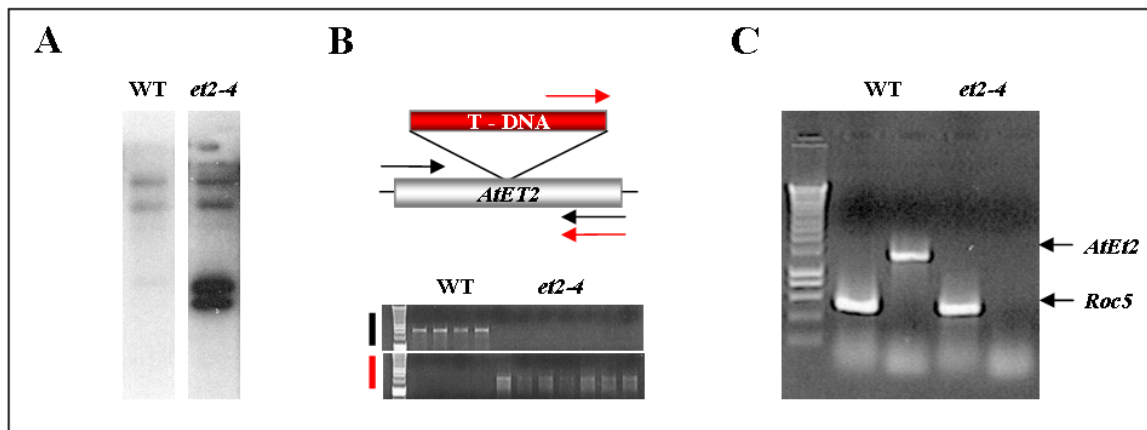 A
B
C
WT et2-4
T - DNA
AtET2
WT et2-4
WT et2-4
AtEt2
Roc5